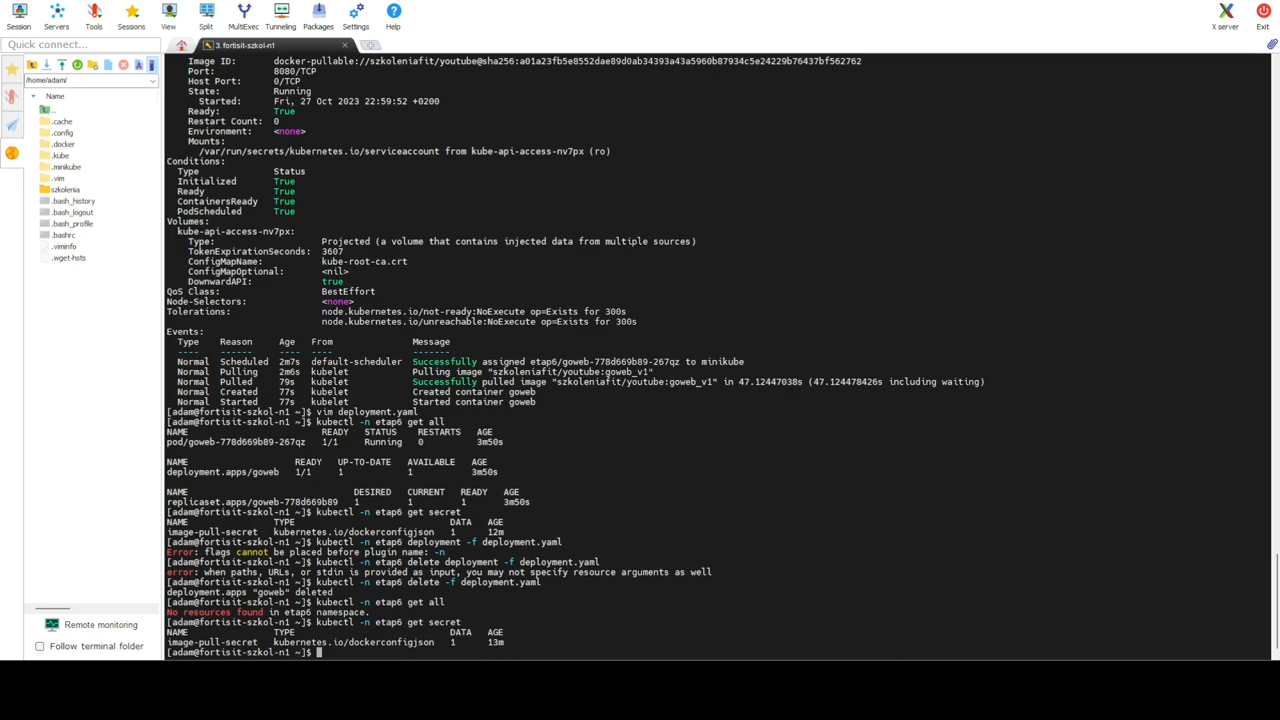 Session Servers Tools Sessions View Split MultiExec Tunneling Packages Settings Help X server Exit
Quick connect...
3. fortisit-szkol-n1
/home/adam/
Name
..
.cache
.config
.docker
.kube
.minikube
.vim
szkolenia
.bash_history
.bash_logout
.bash_profile
.bashrc
.viminfo
.wget-hsts
Remote monitoring
Follow terminal folder
Image ID: docker-pullable://szkoleniafit/youtube@sha256:a01a23fb5e8552dae89d0ab34393a43a5960b87934c5e24229b76437bf562762
Port: 8080/TCP
Host Port: 0/TCP
State: Running
Started: Fri, 27 Oct 2023 22:59:52 +0200
Ready: True
Restart Count: 0
Environment: <none>
Mounts:
/var/run/secrets/kubernetes.io/serviceaccount from kube-api-access-nv7px (ro)
Conditions:
Type Status
Initialized True
Ready True
ContainersReady True
PodScheduled True
Volumes:
kube-api-access-nv7px:
Type: Projected (a volume that contains injected data from multiple sources)
TokenExpirationSeconds: 3607
ConfigMapName: kube-root-ca.crt
ConfigMapOptional: <nil>
DownwardAPI: true
QoS Class: BestEffort
Node-Selectors: <none>
Tolerations: node.kubernetes.io/not-ready:NoExecute op=Exists for 300s
node.kubernetes.io/unreachable:NoExecute op=Exists for 300s
Events:
Type Reason Age From Message
---- ------ ---- ---- -------
Normal Scheduled 2m7s default-scheduler Successfully assigned etap6/goweb-778d669b89-267qz to minikube
Normal Pulling 2m6s kubelet Pulling image "szkoleniafit/youtube:goweb_v1"
Normal Pulled 79s kubelet Successfully pulled image "szkoleniafit/youtube:goweb_v1" in 47.12447038s (47.124478426s including waiting)
Normal Created 77s kubelet Created container goweb
Normal Started 77s kubelet Started container goweb
[adam@fortisit-szkol-n1 ~]$ vim deployment.yaml
[adam@fortisit-szkol-n1 ~]$ kubectl -n etap6 get all
NAME READY STATUS RESTARTS AGE
pod/goweb-778d669b89-267qz 1/1 Running 0 3m50s
NAME READY UP-TO-DATE AVAILABLE AGE
deployment.apps/goweb 1/1 1 1 3m50s
NAME DESIRED CURRENT READY AGE
replicaset.apps/goweb-778d669b89 1 1 1 3m50s
[adam@fortisit-szkol-n1 ~]$ kubectl -n etap6 get secret
NAME TYPE DATA AGE
image-pull-secret kubernetes.io/dockerconfigjson 1 12m
[adam@fortisit-szkol-n1 ~]$ kubectl -n etap6 deployment -f deployment.yaml
Error: flags cannot be placed before plugin name: -n
[adam@fortisit-szkol-n1 ~]$ kubectl -n etap6 delete deployment -f deployment.yaml
error: when paths, URLs, or stdin is provided as input, you may not specify resource arguments as well
[adam@fortisit-szkol-n1 ~]$ kubectl -n etap6 delete -f deployment.yaml
deployment.apps "goweb" deleted
[adam@fortisit-szkol-n1 ~]$ kubectl -n etap6 get all
No resources found in etap6 namespace.
[adam@fortisit-szkol-n1 ~]$ kubectl -n etap6 get secret
NAME TYPE DATA AGE
image-pull-secret kubernetes.io/dockerconfigjson 1 13m
[adam@fortisit-szkol-n1 ~]$